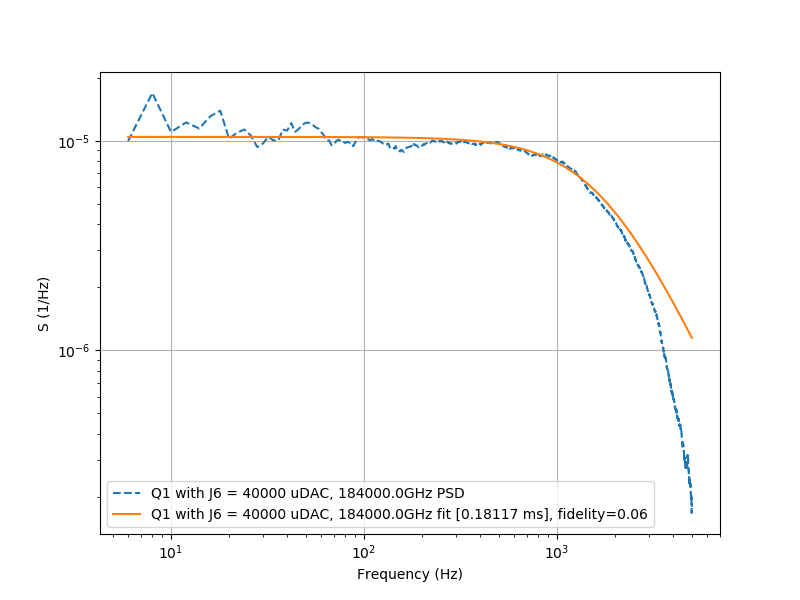 S (1/Hz)
10⁻⁵
10⁻⁶
Q1 with J6 = 40000 uDAC, 184000.0GHz PSD
Q1 with J6 = 40000 uDAC, 184000.0GHz fit [0.18117 ms], fidelity=0.06
10¹ 10² 10³
Frequency (Hz)